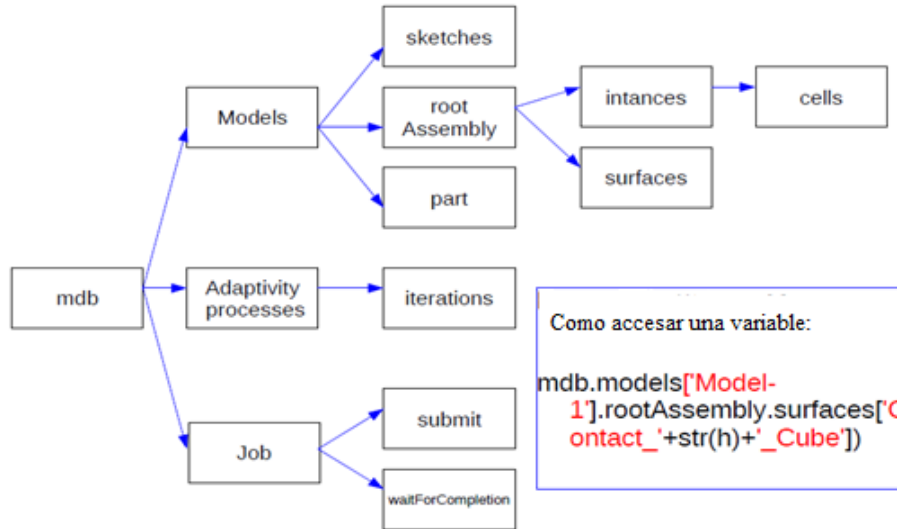 sketches
Models
root
Assembly
intances
cells
surfaces
part
mdb
Adaptivity
processes
iterations
Job
submit
waitForCompletion
Como accesar una variable:
mdb.models['Model-
1'].rootAssembly.surfaces['C
ontact_'+str(h)+'_Cube'])